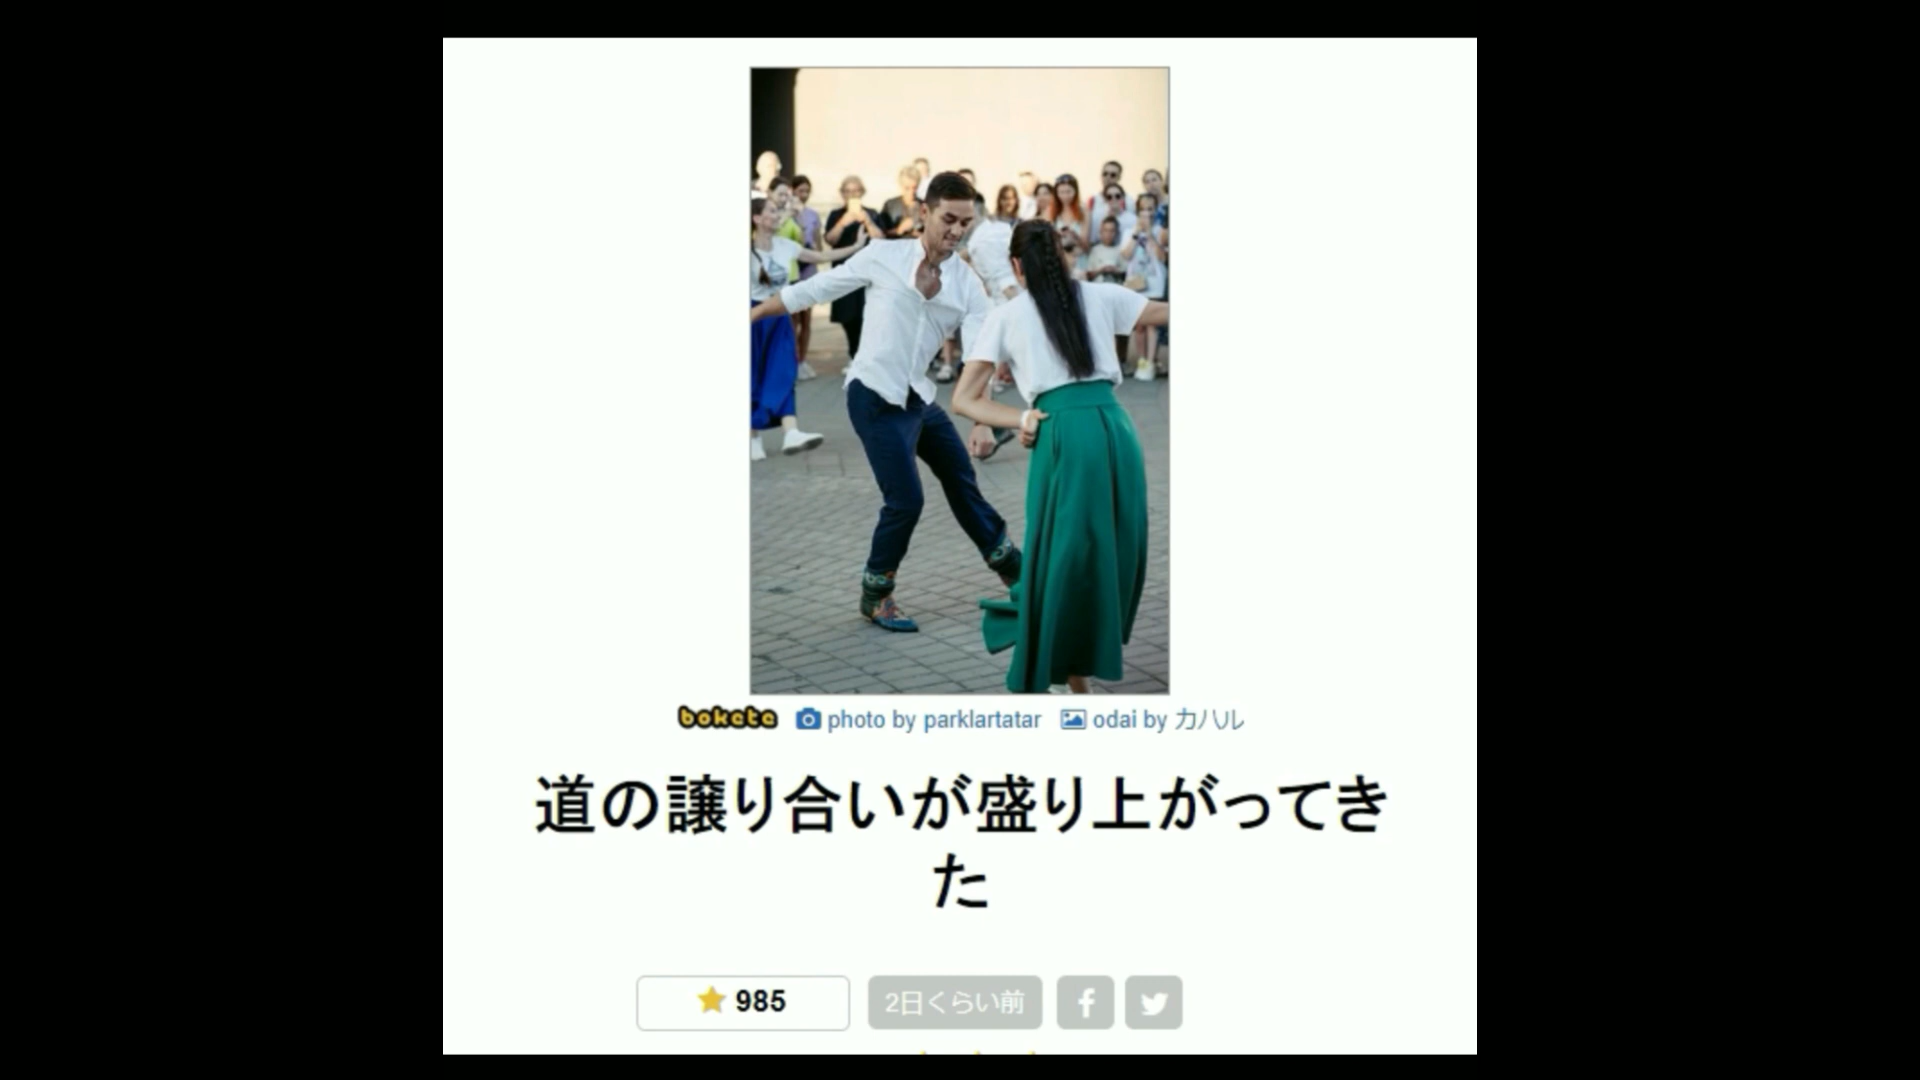 bokete photo by parklartatar odai by カハル
道の譲り合いが盛り上がってき
た
985 2日くらい前